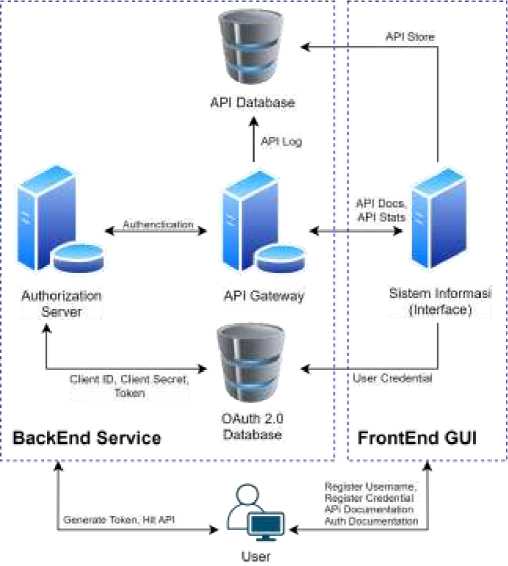 API Store
API Database
API Log
API Docs,
API Stats
Authenctication
Authorization
Server
API Gateway
Sistem Informasi
(Interface)
Client ID, Client Secret,
Token
User Credential
OAuth 2.0
Database
BackEnd Service
FrontEnd GUI
Generate Token, Hit API
Register Username,
Register Credential
API Documentation
Auth Documentation
User